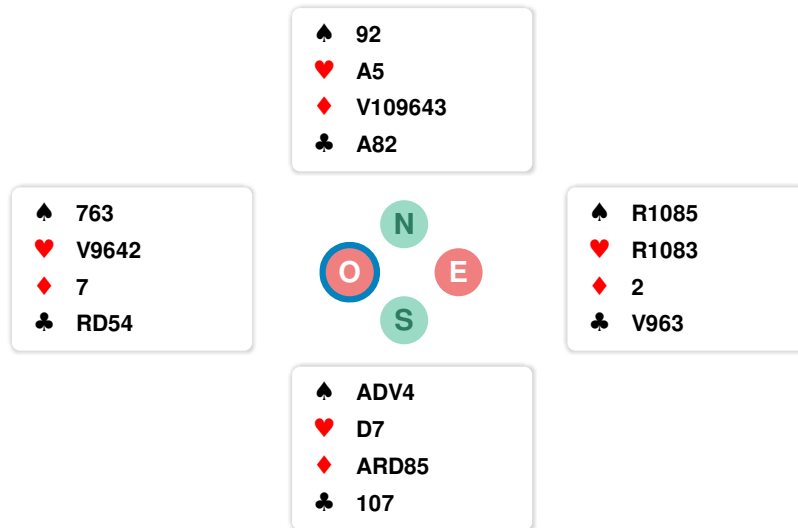 ♠ 92
♥ A5
♦ V109643
♣ A82
♠ 763
♥ V9642
♦ 7
♣ RD54
N
O E
S
♠ R1085
♥ R1083
♦ 2
♣ V963
♠ ADV4
♥ D7
♦ ARD85
♣ 107